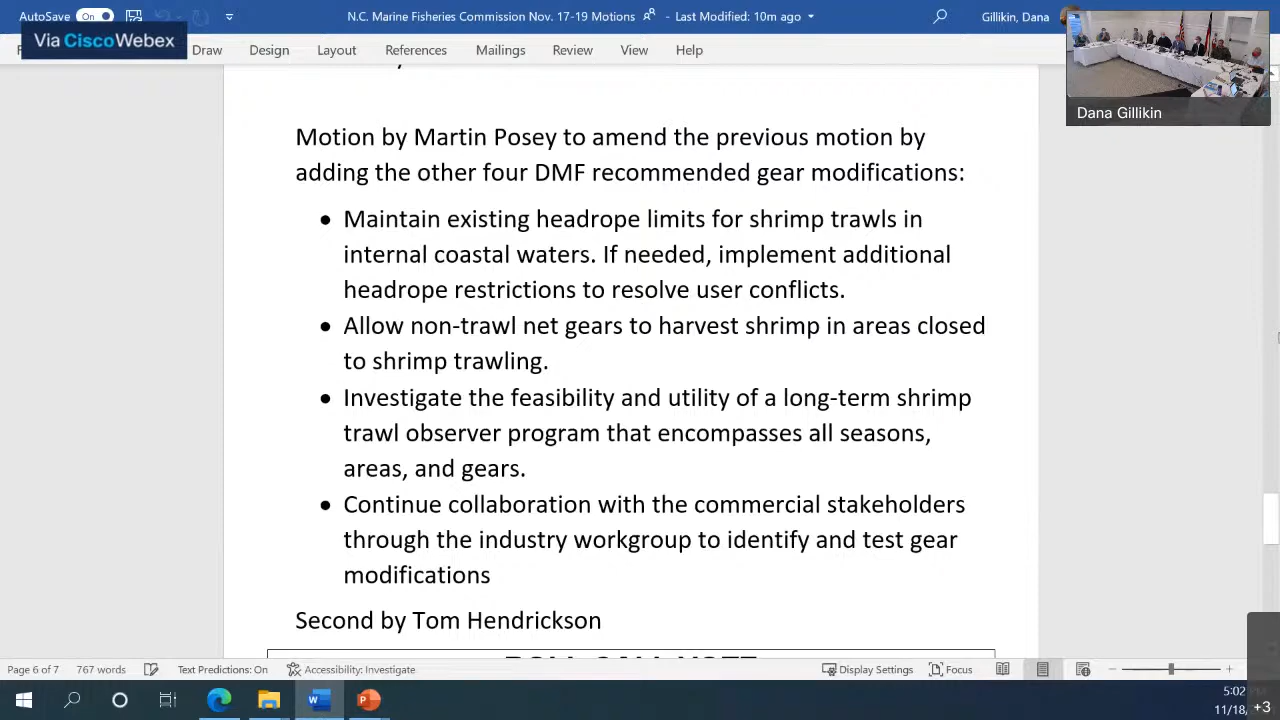 AutoSave On N.C. Marine Fisheries Commission Nov. 17-19 Motions • Last Modified: 10m ago Gillikin, Dana
Via Cisco Webex
Draw Design Layout References Mailings Review View Help
Dana Gillikin
Motion by Martin Posey to amend the previous motion by
adding the other four DMF recommended gear modifications:
• Maintain existing headrope limits for shrimp trawls in
internal coastal waters. If needed, implement additional
headrope restrictions to resolve user conflicts.
• Allow non-trawl net gears to harvest shrimp in areas closed
to shrimp trawling.
• Investigate the feasibility and utility of a long-term shrimp
trawl observer program that encompasses all seasons,
areas, and gears.
• Continue collaboration with the commercial stakeholders
through the industry workgroup to identify and test gear
modifications
Second by Tom Hendrickson
ROLL CALL VOTE
Page 6 of 7 767 words Text Predictions: On Accessibility: Investigate Display Settings Focus
5:02
11/18/ +3